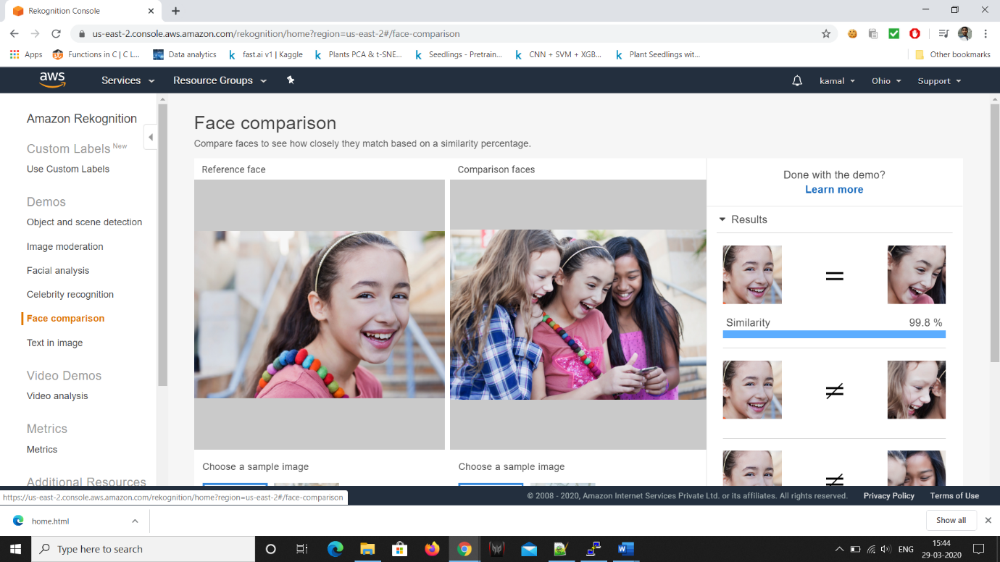 Rekognition Console
us-east-2.console.aws.amazon.com/rekognition/home?region=us-east-2#/face-comparison
Apps
Functions in C | C L...
Data analytics
fast.ai v1 | Kaggle
Plants PCA & t-SNE...
Seedlings - Pretrain...
CNN + SVM + XGB...
Plant Seedlings wit...
Other bookmarks
aws
Services
Resource Groups
kamal
Ohio
Support
Amazon Rekognition
Custom Labels New
Use Custom Labels
Demos
Object and scene detection
Image moderation
Facial analysis
Celebrity recognition
Face comparison
Text in image
Video Demos
Video analysis
Metrics
Metrics
Additional Resources
Face comparison
Compare faces to see how closely they match based on a similarity percentage.
Reference face
Comparison faces
Choose a sample image
Choose a sample image
Done with the demo?
Learn more
Results
=
Similarity 99.8 %
≠
≠
https://us-east-2.console.aws.amazon.com/rekognition/home?region=us-east-2#/face-comparison
© 2008 - 2020, Amazon Internet Services Private Ltd. or its affiliates. All rights reserved.
Privacy Policy
Terms of Use
home.html
Show all
Type here to search
ENG
15:44
29-03-2020